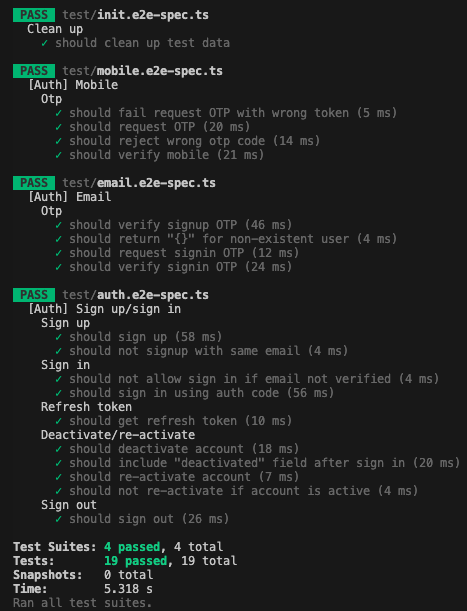 PASS test/init.e2e-spec.ts
Clean up
✓ should clean up test data
PASS test/mobile.e2e-spec.ts
[Auth] Mobile
Otp
✓ should fail request OTP with wrong token (5 ms)
✓ should request OTP (20 ms)
✓ should reject wrong otp code (14 ms)
✓ should verify mobile (21 ms)
PASS test/email.e2e-spec.ts
[Auth] Email
Otp
✓ should verify signup OTP (46 ms)
✓ should return "{}" for non-existent user (4 ms)
✓ should request signin OTP (12 ms)
✓ should verify signin OTP (24 ms)
PASS test/auth.e2e-spec.ts
[Auth] Sign up/sign in
Sign up
✓ should sign up (58 ms)
✓ should not signup with same email (4 ms)
Sign in
✓ should not allow sign in if email not verified (4 ms)
✓ should sign in using auth code (56 ms)
Refresh token
✓ should get refresh token (10 ms)
Deactivate/re-activate
✓ should deactivate account (18 ms)
✓ should include "deactivated" field after sign in (20 ms)
✓ should re-activate account (7 ms)
✓ should not re-activate if account is active (4 ms)
Sign out
✓ should sign out (26 ms)
Test Suites: 4 passed, 4 total
Tests: 19 passed, 19 total
Snapshots: 0 total
Time: 5.318 s
Ran all test suites.